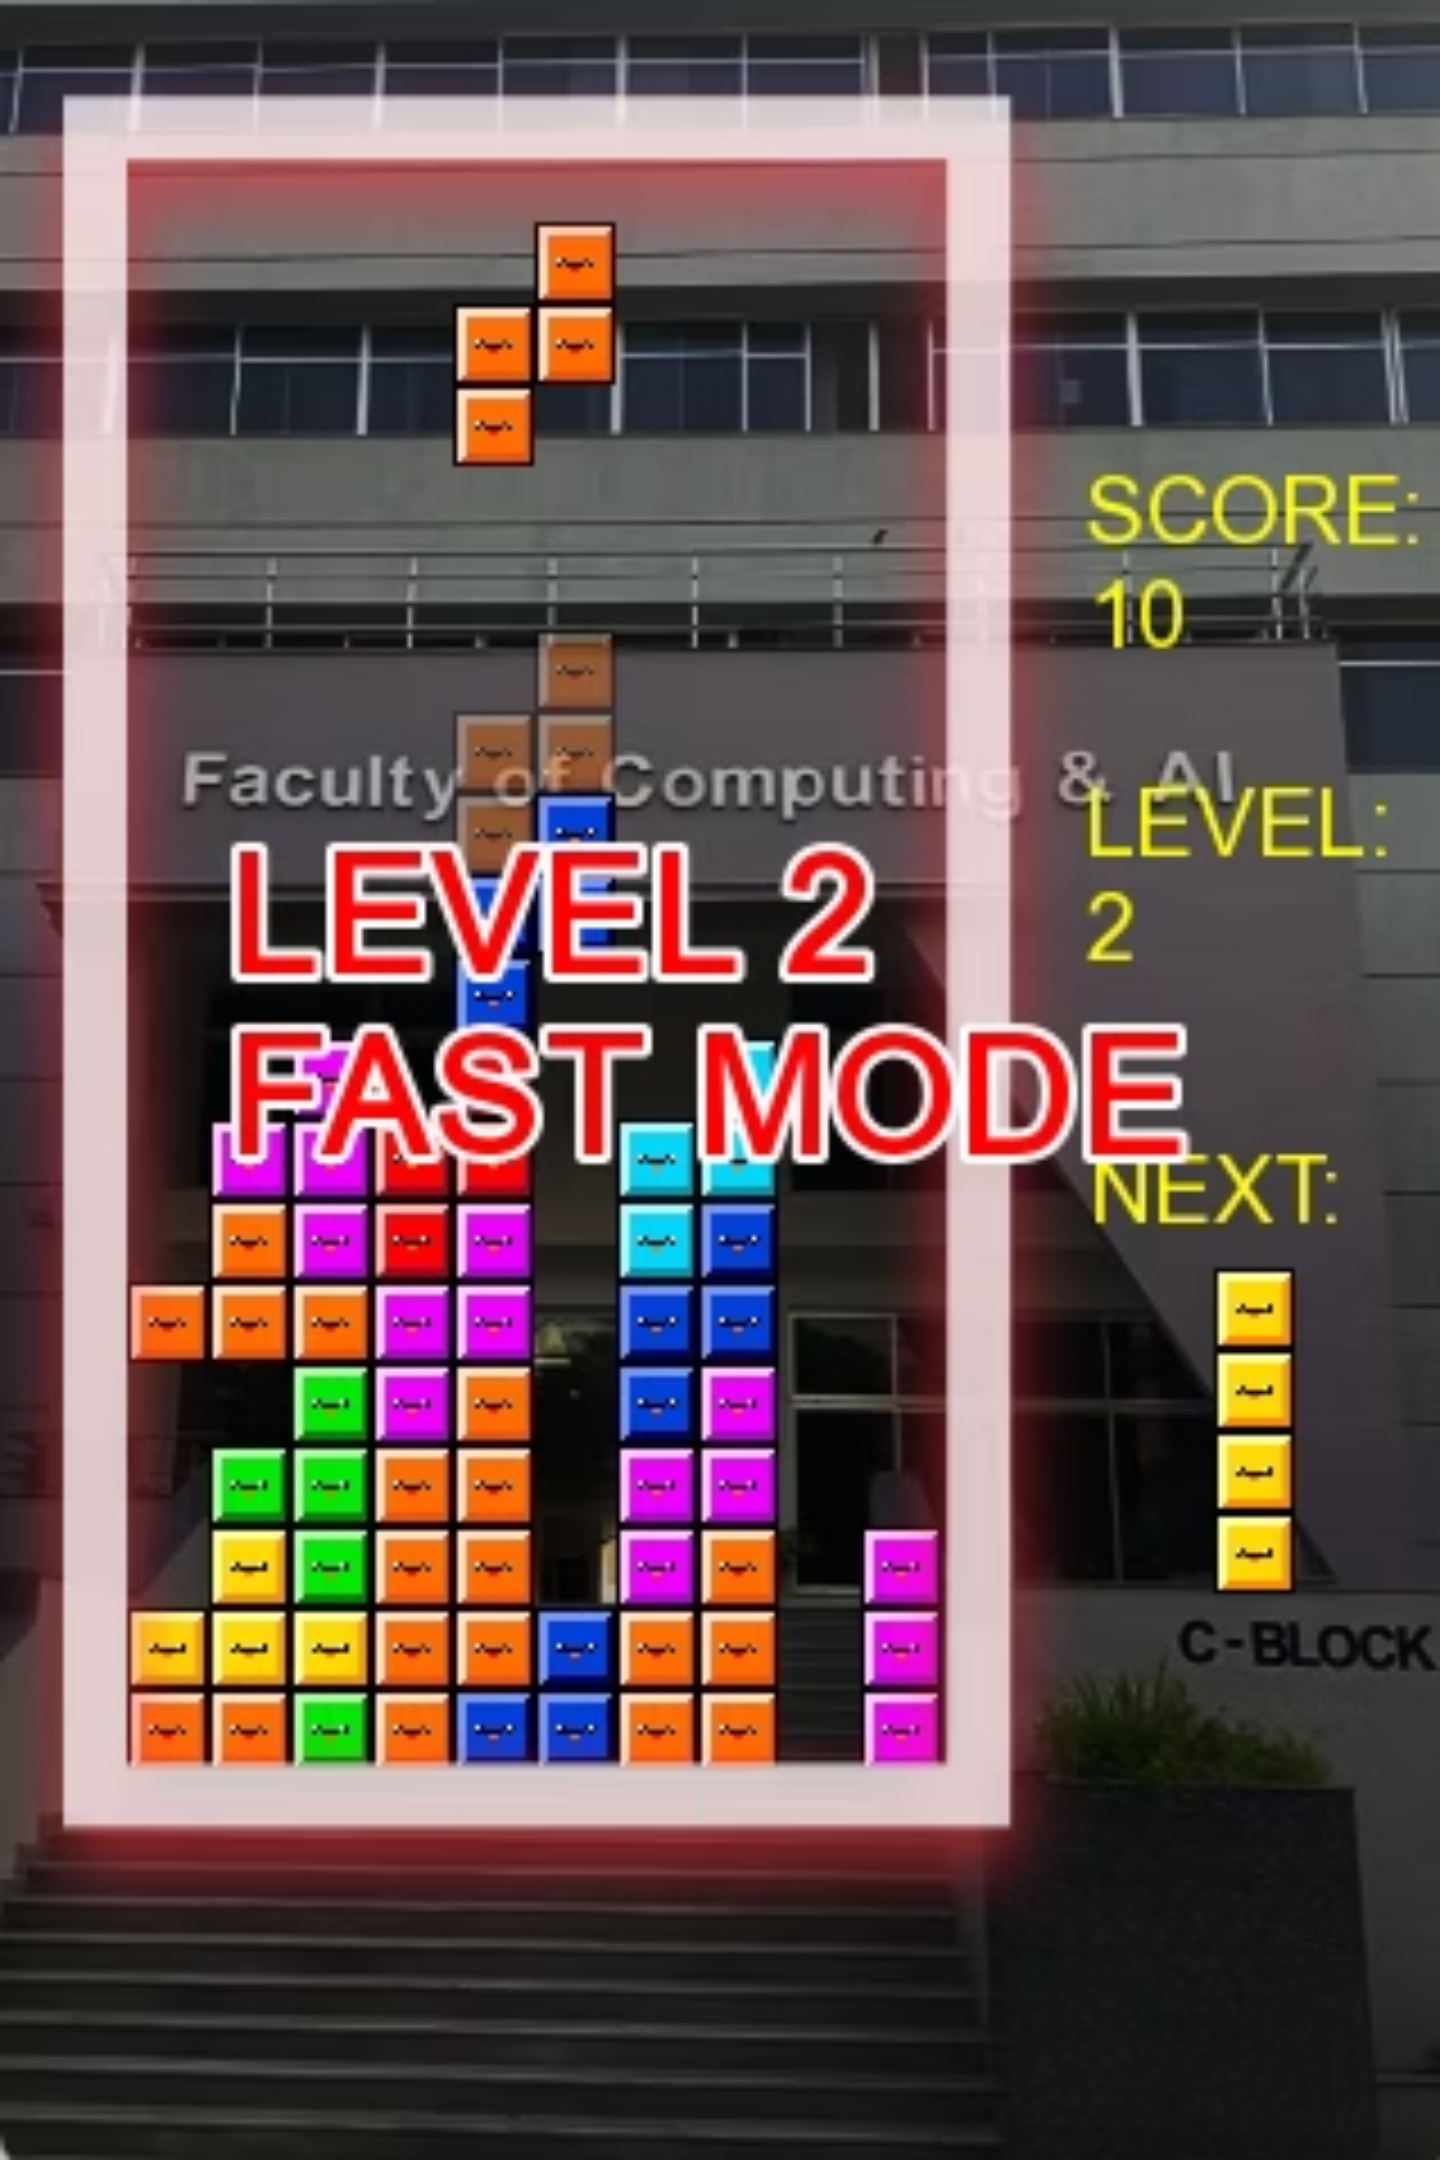 SCORE:
10
Faculty of Computing & AI
LEVEL:
2
LEVEL 2
FAST MODE
NEXT:
C-BLOCK